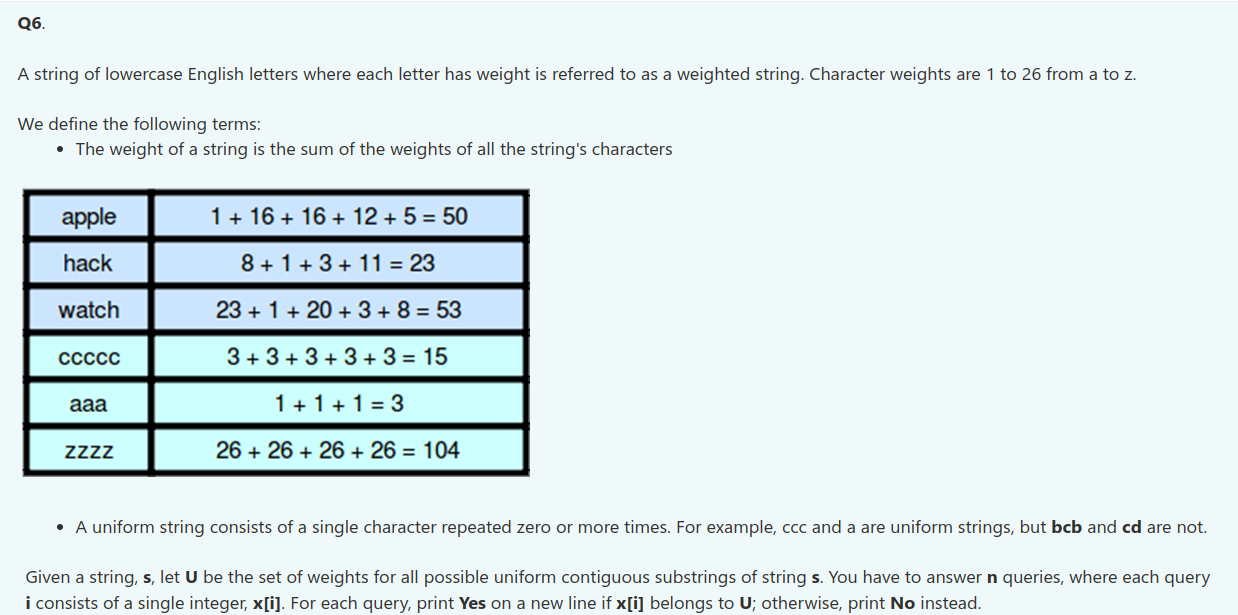 Q6.
A string of lowercase English letters where each letter has weight is referred to as a weighted string. Character weights are 1 to 26 from a to z.
We define the following terms:
• The weight of a string is the sum of the weights of all the string's characters
apple 1 + 16 + 16 + 12 + 5 = 50
hack 8 + 1 + 3 + 11 = 23
watch 23 + 1 + 20 + 3 + 8 = 53
ccccc 3 + 3 + 3 + 3 + 3 = 15
aaa 1 + 1 + 1 = 3
zzzz 26 + 26 + 26 + 26 = 104
• A uniform string consists of a single character repeated zero or more times. For example, ccc and a are uniform strings, but bcb and cd are not.
Given a string, s, let U be the set of weights for all possible uniform contiguous substrings of string s. You have to answer n queries, where each query
i consists of a single integer, x[i]. For each query, print Yes on a new line if x[i] belongs to U; otherwise, print No instead.